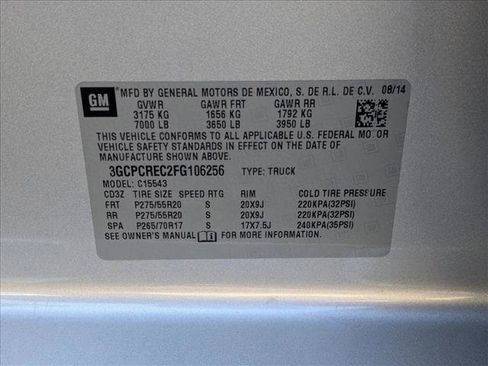 GM MFD BY GENERAL MOTORS DE MEXICO, S. DE R.L. DE C.V. 08/14
GVWR GAWR FRT GAWR RR
3175 KG 1656 KG 1792 KG
7000 LB 3650 LB 3950 LB
THIS VEHICLE CONFORMS TO ALL APPLICABLE U.S. FEDERAL MOTOR
VEHICLE SAFETY STANDARDS IN EFFECT ON THE DATE OF
MANUFACTURE SHOWN ABOVE.
3GCPCREC2FG106256 TYPE: TRUCK
MODEL: C15543
CD3Z TIRE SIZE SPEED RTG RIM COLD TIRE PRESSURE
FRT P275/55R20 S 20X9J 220KPA(32PSI)
RR P275/55R20 S 20X9J 220KPA(32PSI)
SPA P265/70R17 S 17X7.5J 240KPA(35PSI)
SEE OWNER'S MANUAL FOR MORE INFORMATION.